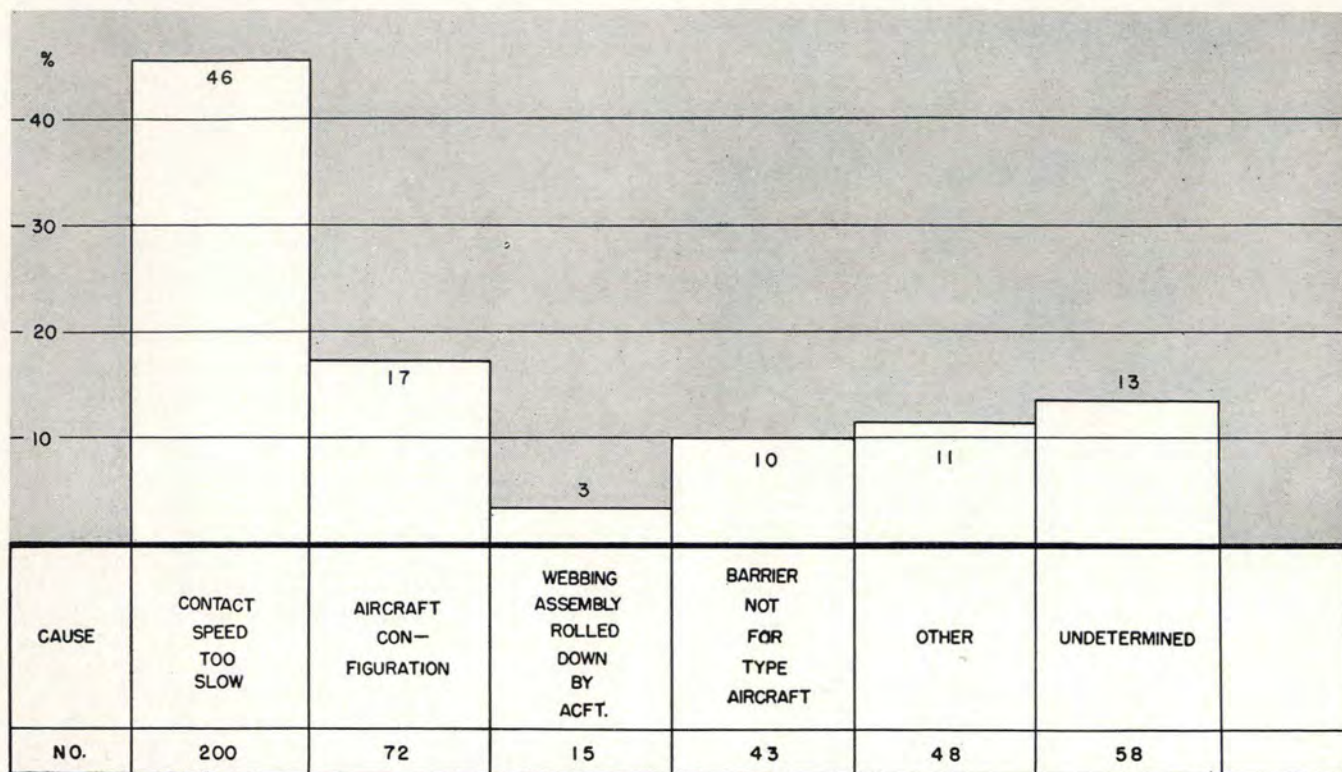 %
46
40
30
20
17
13
10
10
11
3
CAUSE
CONTACT
SPEED
TOO
SLOW
AIRCRAFT
CON—
FIGURATION
WEBBING
ASSEMBLY
ROLLED
DOWN
BY
ACFT.
BARRIER
NOT
FOR
TYPE
AIRCRAFT
OTHER
UNDETERMINED
NO. 200 72 15 43 48 58